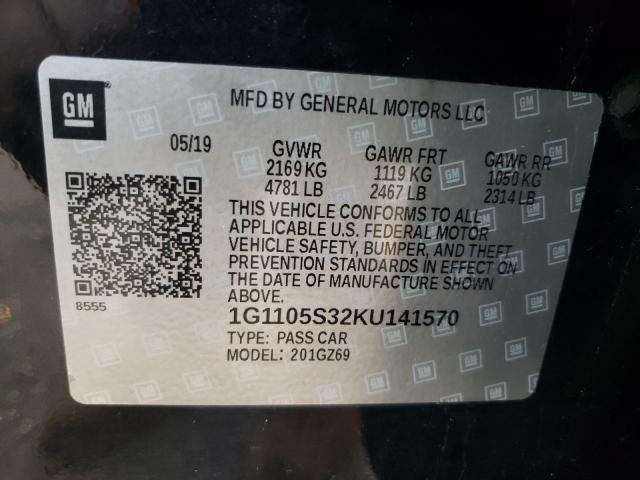 GM
MFD BY GENERAL MOTORS LLC
05/19 GVWR GAWR FRT GAWR RR
2169 KG 1119 KG 1050 KG
4781 LB 2467 LB 2314 LB
THIS VEHICLE CONFORMS TO ALL
APPLICABLE U.S. FEDERAL MOTOR
VEHICLE SAFETY, BUMPER, AND THEFT
PREVENTION STANDARDS IN EFFECT ON
THE DATE OF MANUFACTURE SHOWN
ABOVE.
8555
1G1105S32KU141570
TYPE: PASS CAR
MODEL: 201GZ69